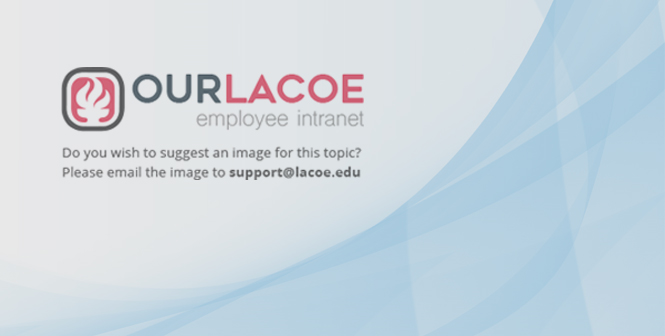 OURLACOE
employee intranet
Do you wish to suggest an image for this topic?
Please email the image to support@lacoe.edu